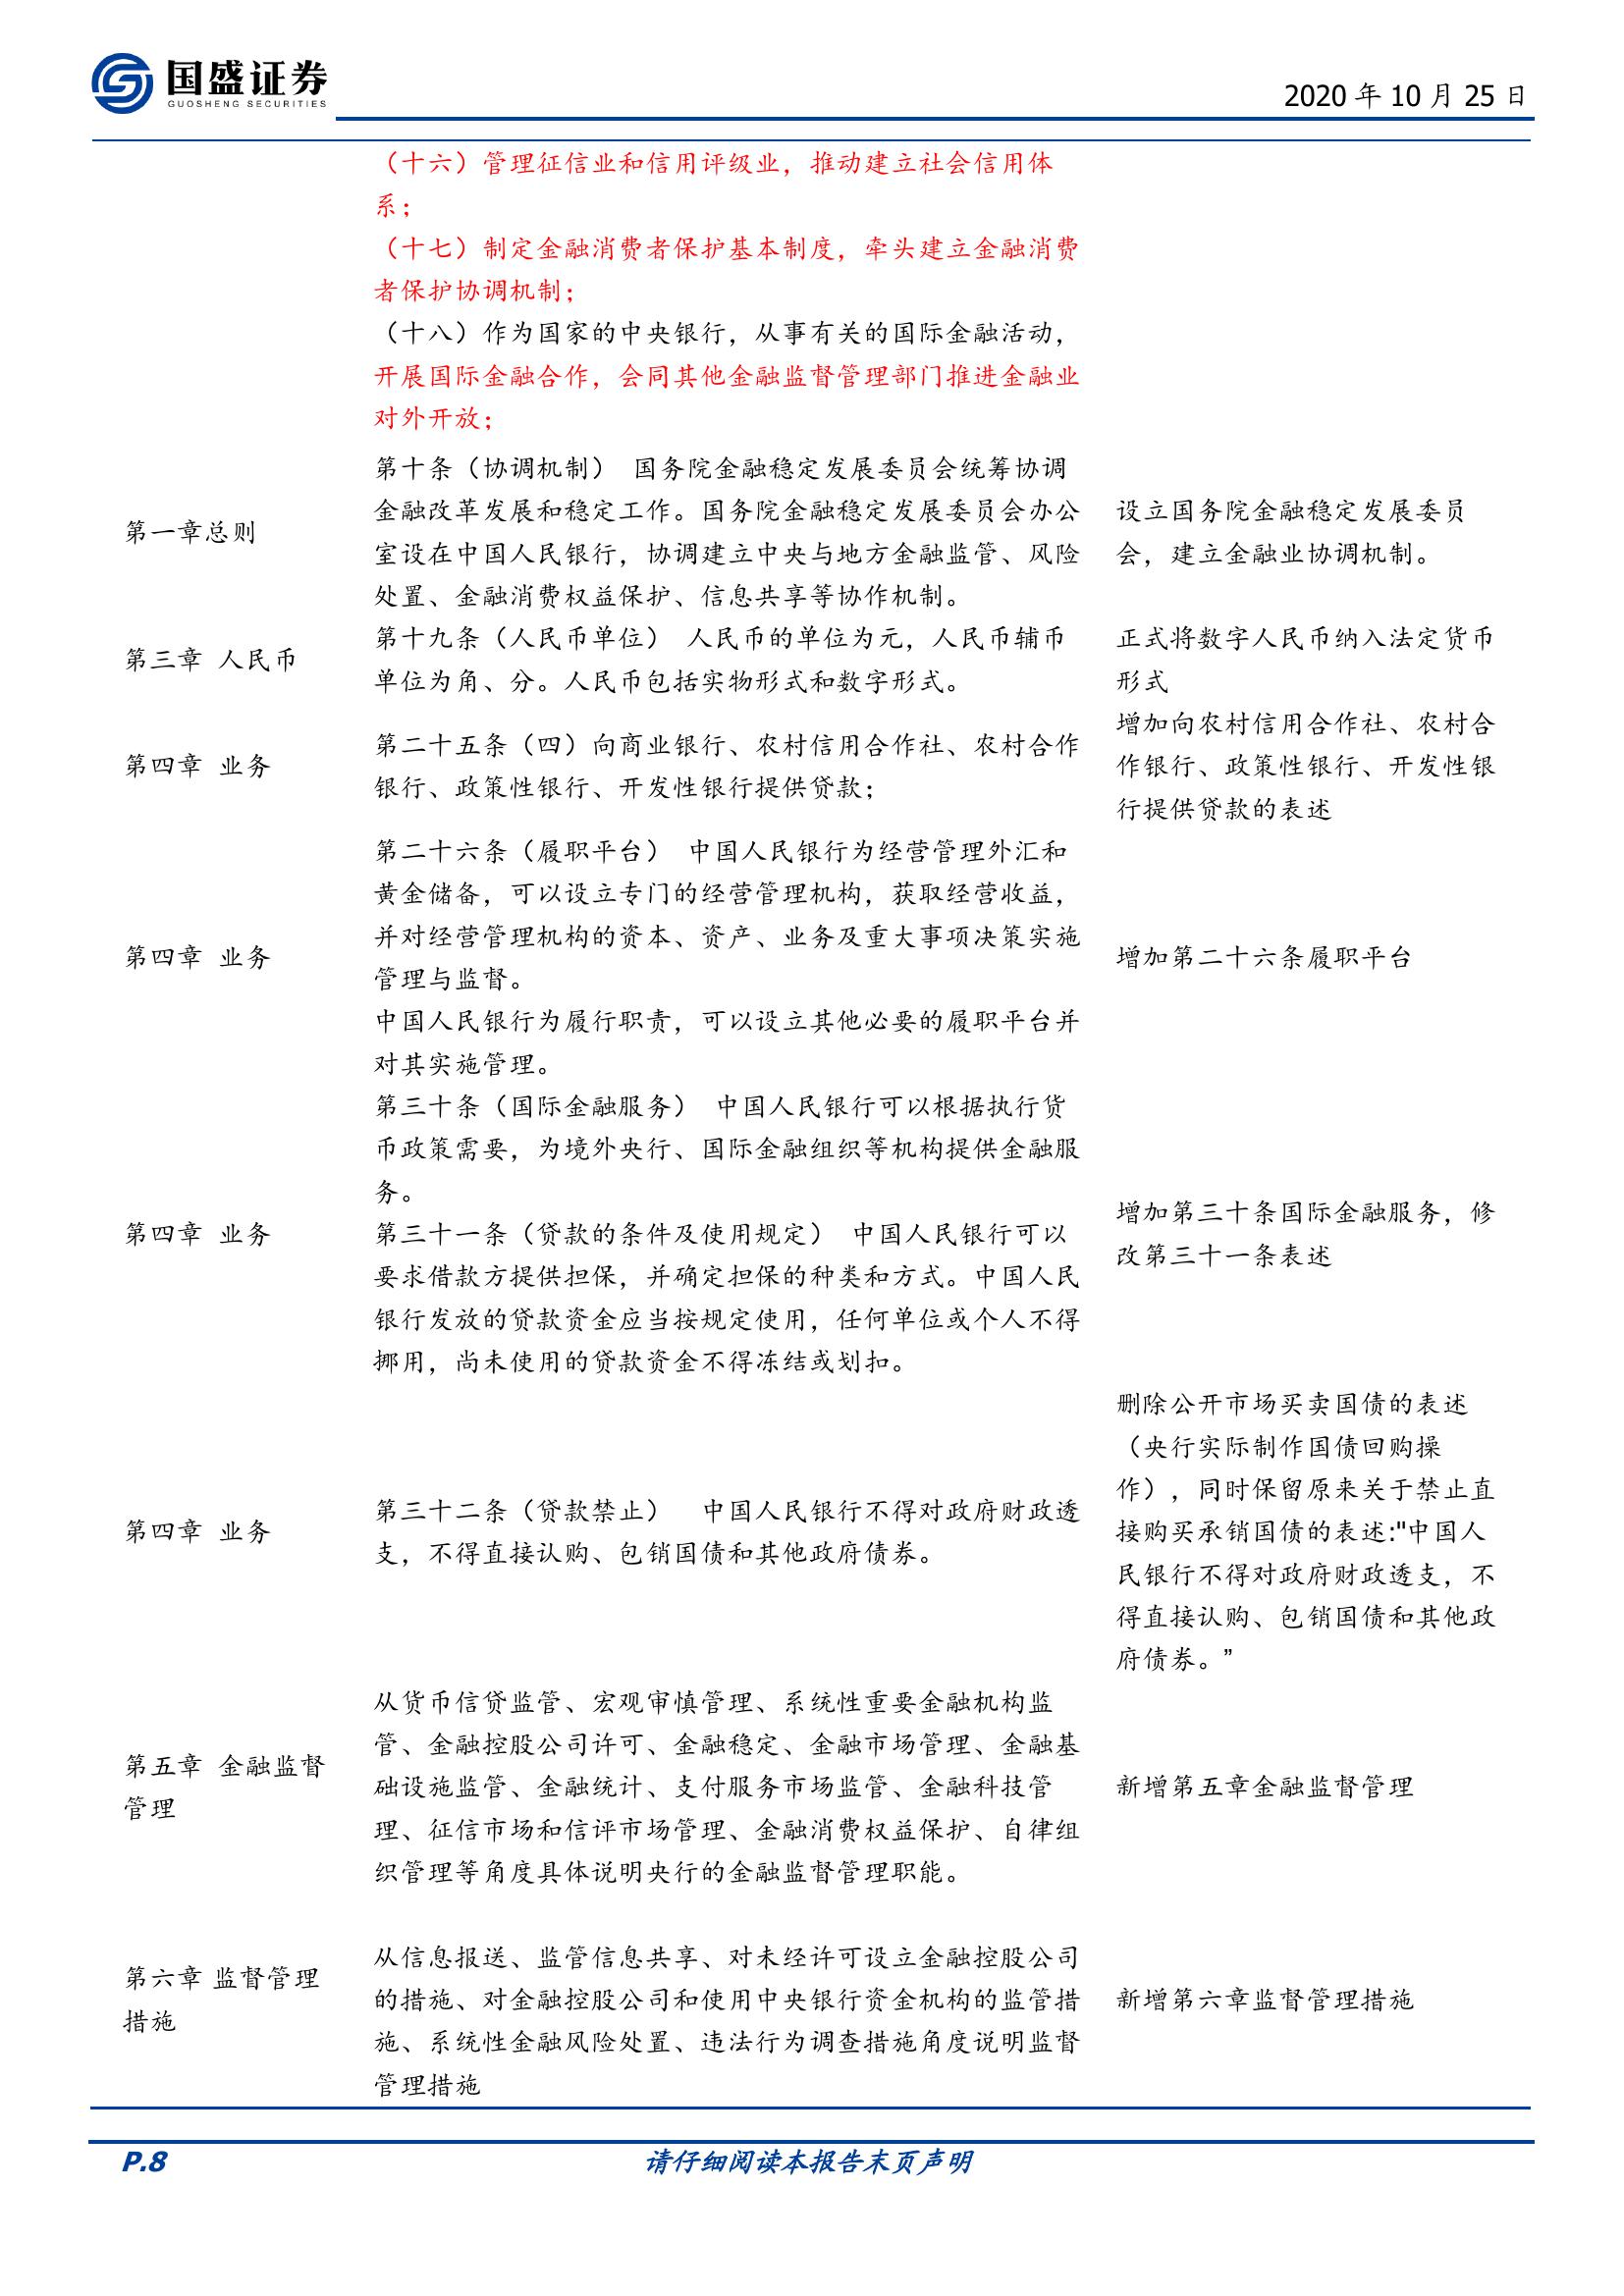 国盛证券
GUOSHENG SECURITIES
2020 年 10 月 25 日
（十六）管理征信业和信用评级业，推动建立社会信用体
系；
（十七）制定金融消费者保护基本制度，牵头建立金融消费
者保护协调机制；
（十八）作为国家的中央银行，从事有关的国际金融活动，
开展国际金融合作，会同其他金融监督管理部门推进金融业
对外开放；
第一章总则
第十条（协调机制） 国务院金融稳定发展委员会统筹协调
金融改革发展和稳定工作。国务院金融稳定发展委员会办公
室设在中国人民银行，协调建立中央与地方金融监管、风险
处置、金融消费权益保护、信息共享等协作机制。
设立国务院金融稳定发展委员
会，建立金融业协调机制。
第三章 人民币
第十九条（人民币单位） 人民币的单位为元，人民币辅币
单位为角、分。人民币包括实物形式和数字形式。
正式将数字人民币纳入法定货币
形式
第四章 业务
第二十五条（四）向商业银行、农村信用合作社、农村合作
银行、政策性银行、开发性银行提供贷款；
增加向农村信用合作社、农村合
作银行、政策性银行、开发性银
行提供贷款的表述
第四章 业务
第二十六条（履职平台） 中国人民银行为经营管理外汇和
黄金储备，可以设立专门的经营管理机构，获取经营收益，
并对经营管理机构的资本、资产、业务及重大事项决策实施
管理与监督。
中国人民银行为履行职责，可以设立其他必要的履职平台并
对其实施管理。
增加第二十六条履职平台
第四章 业务
第三十条（国际金融服务） 中国人民银行可以根据执行货
币政策需要，为境外央行、国际金融组织等机构提供金融服
务。
第三十一条（贷款的条件及使用规定） 中国人民银行可以
要求借款方提供担保，并确定担保的种类和方式。中国人民
银行发放的贷款资金应当按规定使用，任何单位或个人不得
挪用，尚未使用的贷款资金不得冻结或划扣。
增加第三十条国际金融服务，修
改第三十一条表述
第四章 业务
第三十二条（贷款禁止） 中国人民银行不得对政府财政透
支，不得直接认购、包销国债和其他政府债券。
删除公开市场买卖国债的表述
（央行实际制作国债回购操
作），同时保留原来关于禁止直
接购买承销国债的表述:"中国人
民银行不得对政府财政透支，不
得直接认购、包销国债和其他政
府债券。”
第五章 金融监督
管理
从货币信贷监管、宏观审慎管理、系统性重要金融机构监
管、金融控股公司许可、金融稳定、金融市场管理、金融基
础设施监管、金融统计、支付服务市场监管、金融科技管
理、征信市场和信评市场管理、金融消费权益保护、自律组
织管理等角度具体说明央行的金融监督管理职能。
新增第五章金融监督管理
第六章 监督管理
措施
从信息报送、监管信息共享、对未经许可设立金融控股公司
的措施、对金融控股公司和使用中央银行资金机构的监管措
施、系统性金融风险处置、违法行为调查措施角度说明监督
管理措施
新增第六章监督管理措施
P.8
请仔细阅读本报告末页声明